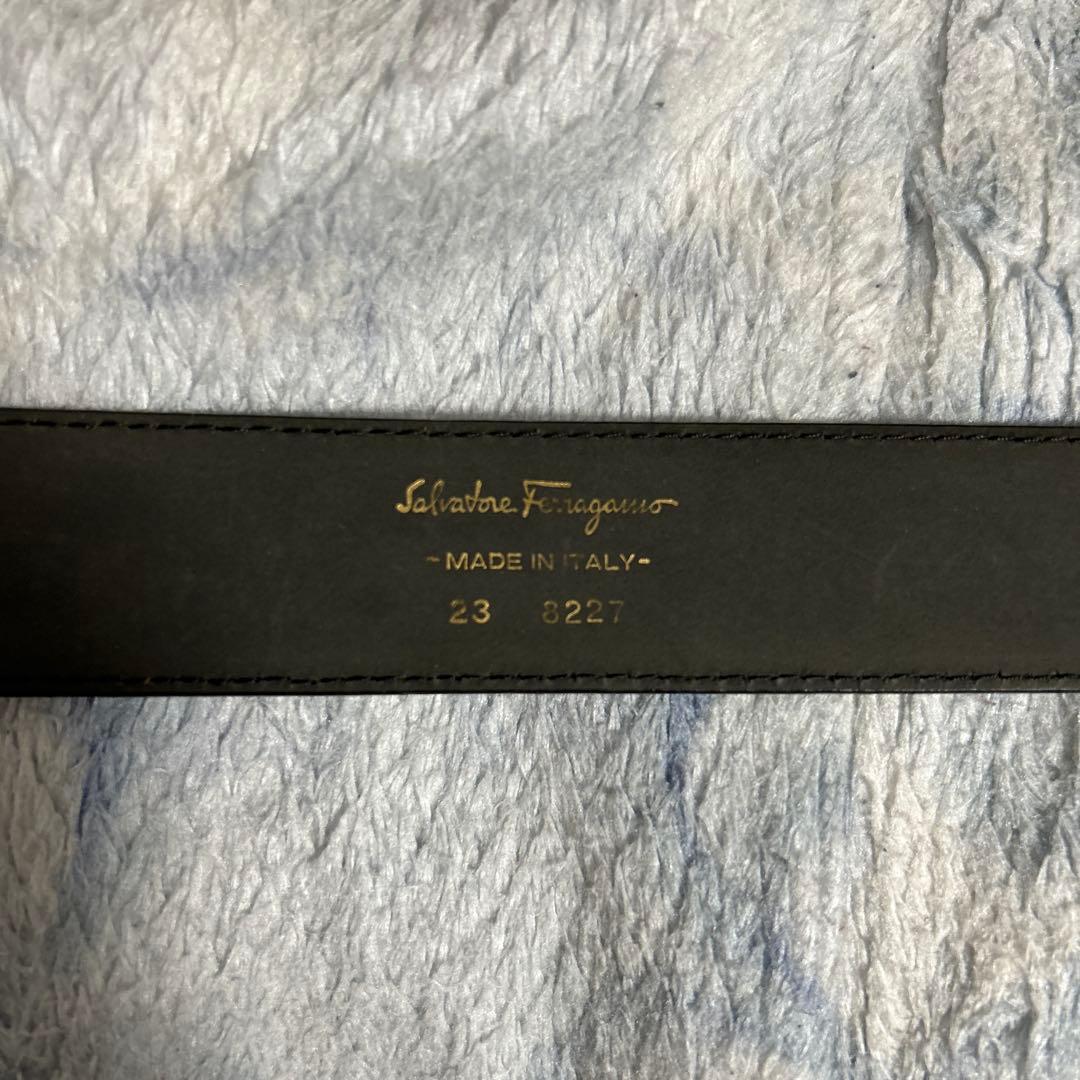 Salvatore Ferragamo
-MADE IN ITALY-
23 8227